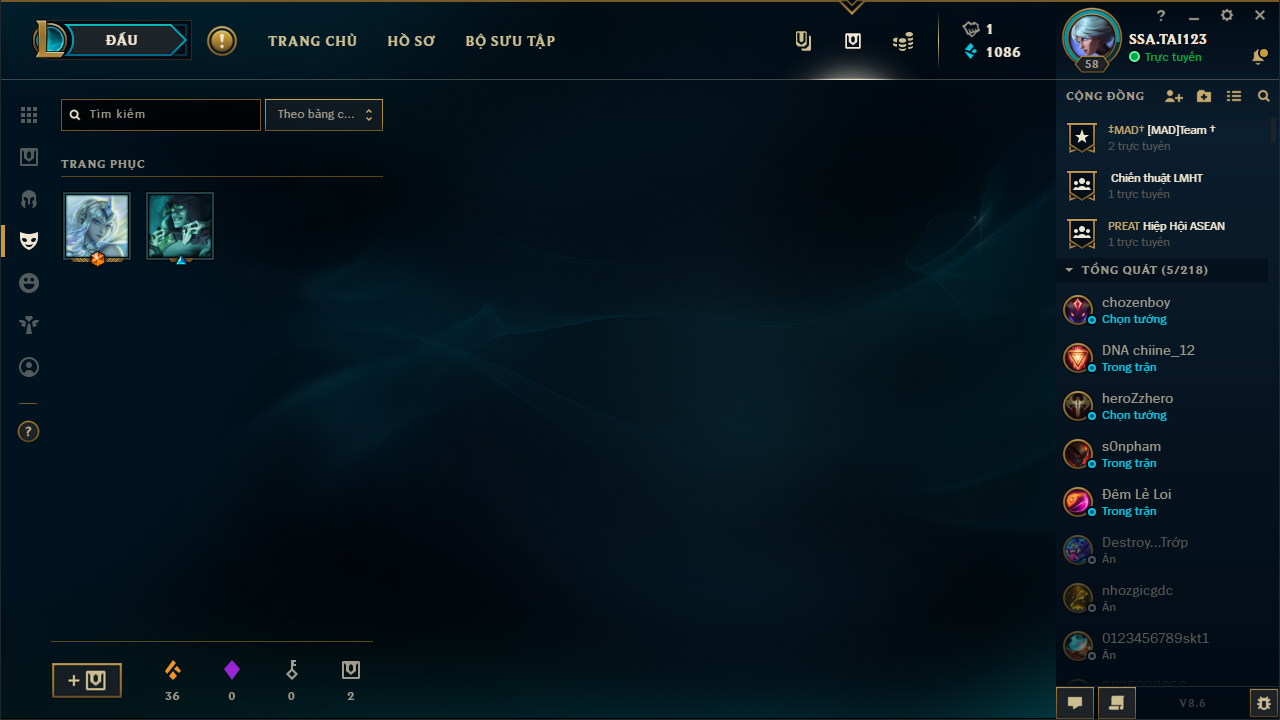 ĐẤU
!
TRANG CHỦ
HỒ SƠ
BỘ SƯU TẬP
1
1086
?
58
SSA.TAI123
Trực tuyến
Tìm kiếm
Theo bảng c...
TRANG PHỤC
?
36
0
0
2
CỘNG ĐỒNG
‡MAD† [MAD]Team †
2 trực tuyến
Chiến thuật LMHT
1 trực tuyến
PREAT Hiệp Hội ASEAN
1 trực tuyến
TỔNG QUÁT (5/218)
chozenboy
Chọn tướng
DNA chiine_12
Trong trận
heroZzhero
Chọn tướng
s0npham
Trong trận
Đêm Lẻ Loi
Trong trận
Destroy...Trớp
Ẩn
nhozgicgdc
Ẩn
0123456789skt1
Ẩn
V8.6